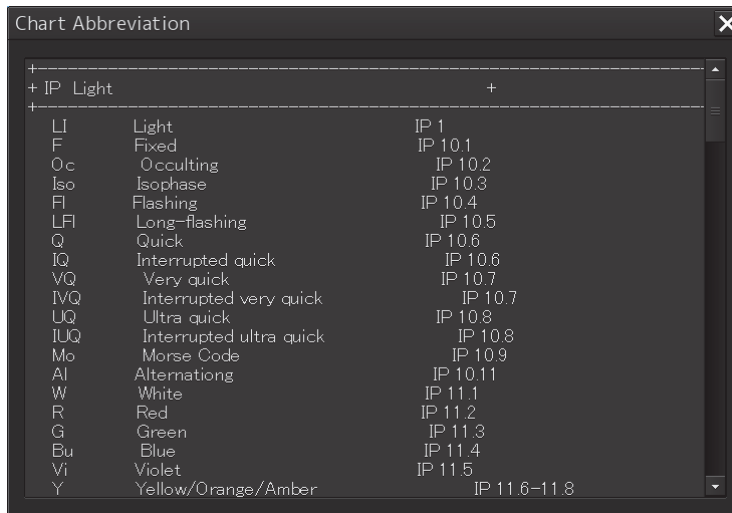 Chart Abbreviation
+ IP Light +
LI Light IP 1
F Fixed IP 10.1
Oc Occulting IP 10.2
Iso Isophase IP 10.3
Fl Flashing IP 10.4
LFl Long-flashing IP 10.5
Q Quick IP 10.6
IQ Interrupted quick IP 10.6
VQ Very quick IP 10.7
IVQ Interrupted very quick IP 10.7
UQ Ultra quick IP 10.8
IUQ Interrupted ultra quick IP 10.8
Mo Morse Code IP 10.9
Al Alternationg IP 10.11
W White IP 11.1
R Red IP 11.2
G Green IP 11.3
Bu Blue IP 11.4
Vi Violet IP 11.5
Y Yellow/Orange/Amber IP 11.6-11.8